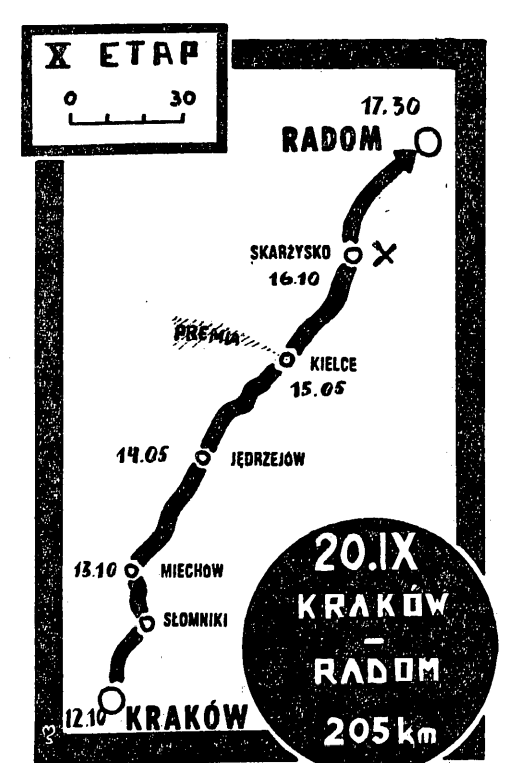 X ETAP
0 30
17.30
RADOM
SKARŻYSKO X
16.10
PREMIA
KIELCE
15.05
14.05 JĘDRZEJÓW
13.10 MIECHÓW
SŁOMNIKI
12.10 KRAKÓW
20.IX
KRAKÓW
–
RADOM
205 km